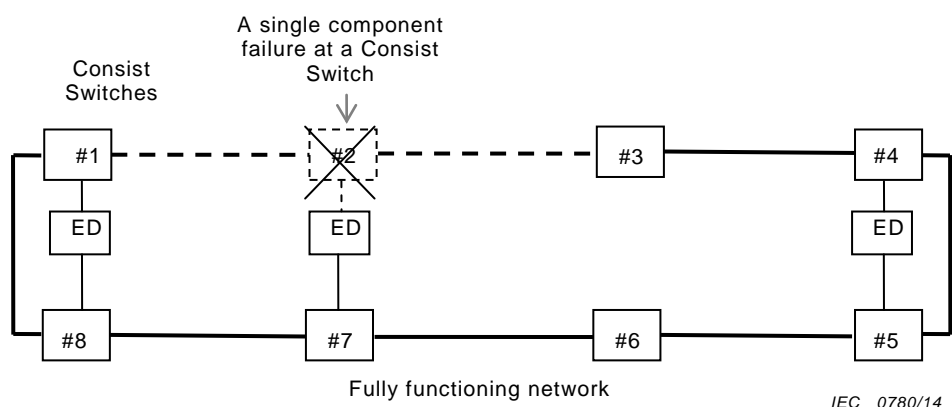 A single component
failure at a Consist
Switch
Consist
Switches
#1
#2
#3
#4
ED
ED
ED
#8
#7
#6
#5
Fully functioning network
IEC 0780/14